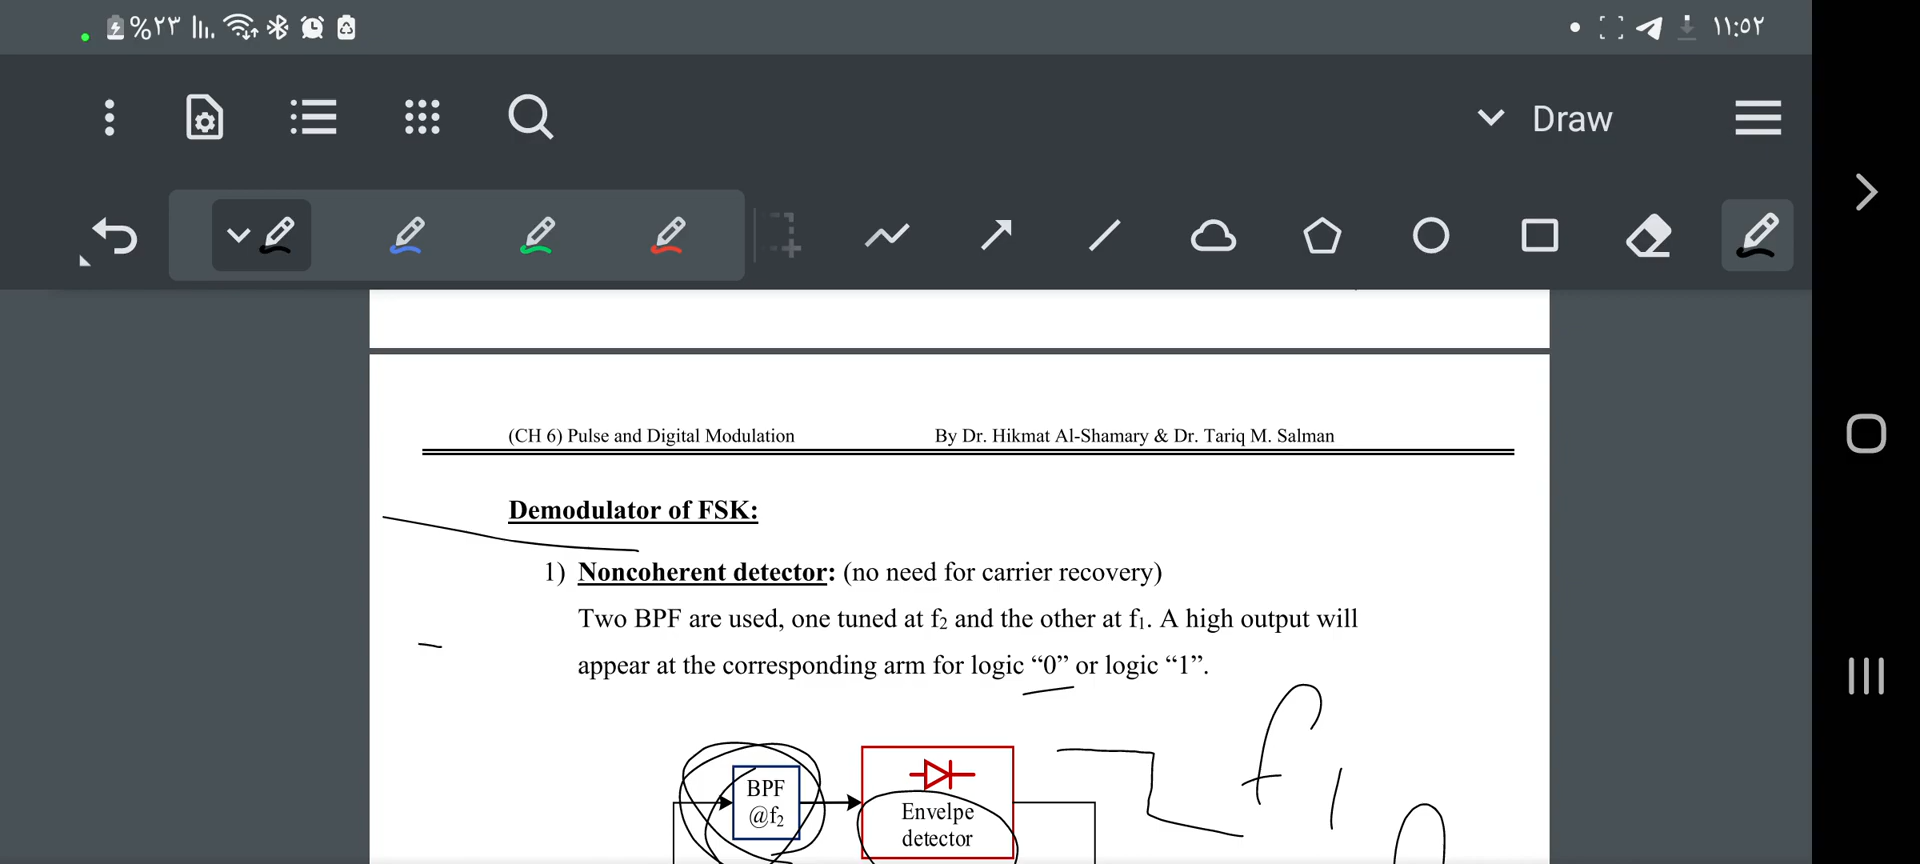 %٢٣ ١١:٥٢
Draw
(CH 6) Pulse and Digital Modulation By Dr. Hikmat Al-Shamary & Dr. Tariq M. Salman
Demodulator of FSK:
1) Noncoherent detector: (no need for carrier recovery)
Two BPF are used, one tuned at f₂ and the other at f₁. A high output will
appear at the corresponding arm for logic “0” or logic “1”.
f₁
BPF
@f₂
Envelpe
detector